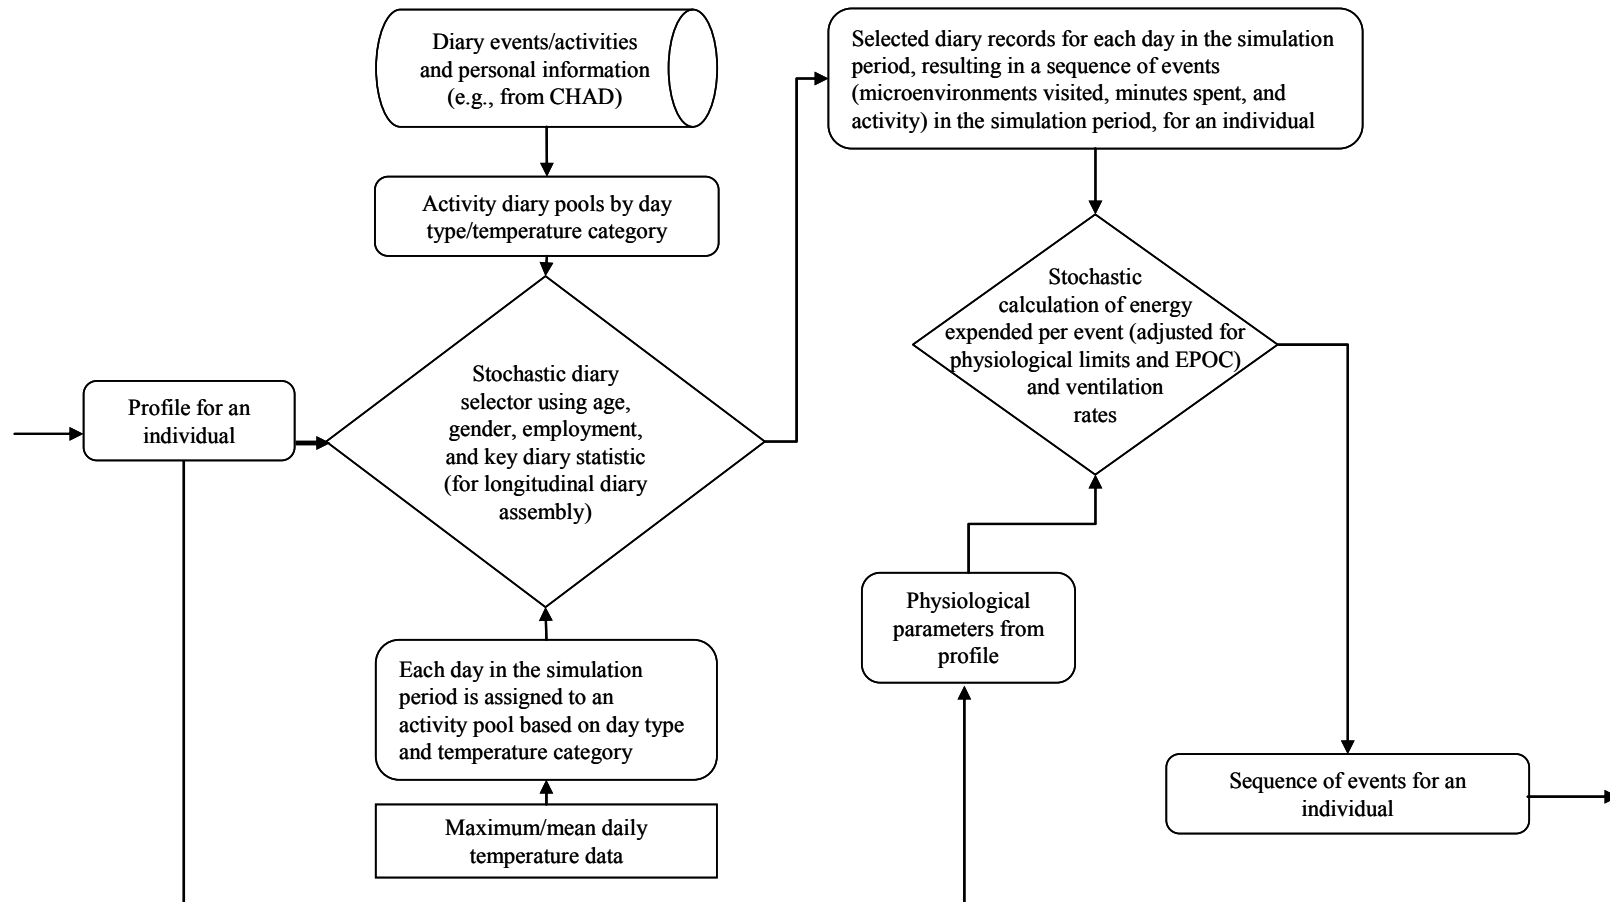 Diary events/activities
and personal information
(e.g., from CHAD)
Activity diary pools by day
type/temperature category
Profile for an
individual
Stochastic diary
selector using age,
gender, employment,
and key diary statistic
(for longitudinal diary
assembly)
Each day in the simulation
period is assigned to an
activity pool based on day type
and temperature category
Maximum/mean daily
temperature data
Selected diary records for each day in the simulation
period, resulting in a sequence of events
(microenvironments visited, minutes spent, and
activity) in the simulation period, for an individual
Stochastic
calculation of energy
expended per event (adjusted for
physiological limits and EPOC)
and ventilation
rates
Physiological
parameters from
profile
Sequence of events for an
individual